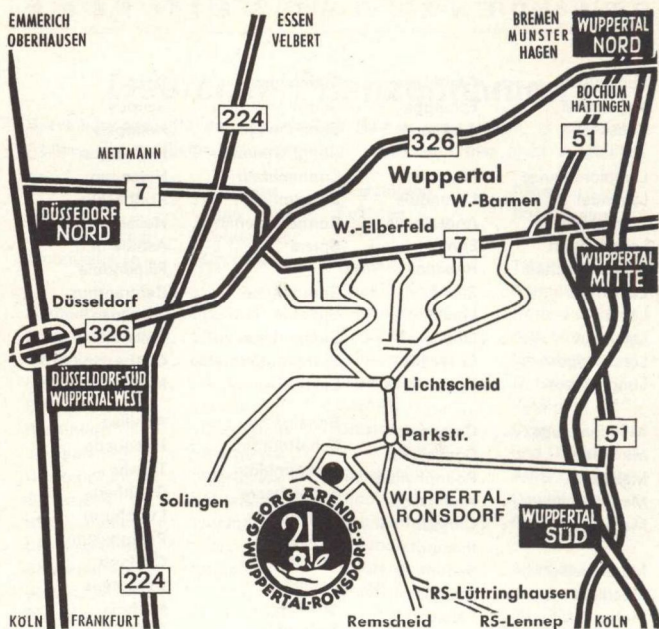 EMMERICH
OBERHAUSEN
ESSEN
VELBERT
BREMEN
MÜNSTER
HAGEN
WUPPERTAL
NORD
BOCHUM
HATTINGEN
224
326
51
METTMANN
Wuppertal
7
W.-Barmen
DÜSSEDORF
NORD
W.-Elberfeld
7
WUPPERTAL
MITTE
Düsseldorf
326
DÜSSELDORF-SÜD
WUPPERTAL-WEST
Lichtscheid
Parkstr.
51
Solingen
GEORG ARENDS
WUPPERTAL-RONSDORF
WUPPERTAL-
RONSDORF
WUPPERTAL
SÜD
224
RS-Lüttringhausen
KÖLN
FRANKFURT
Remscheid
RS-Lennep
KÖLN